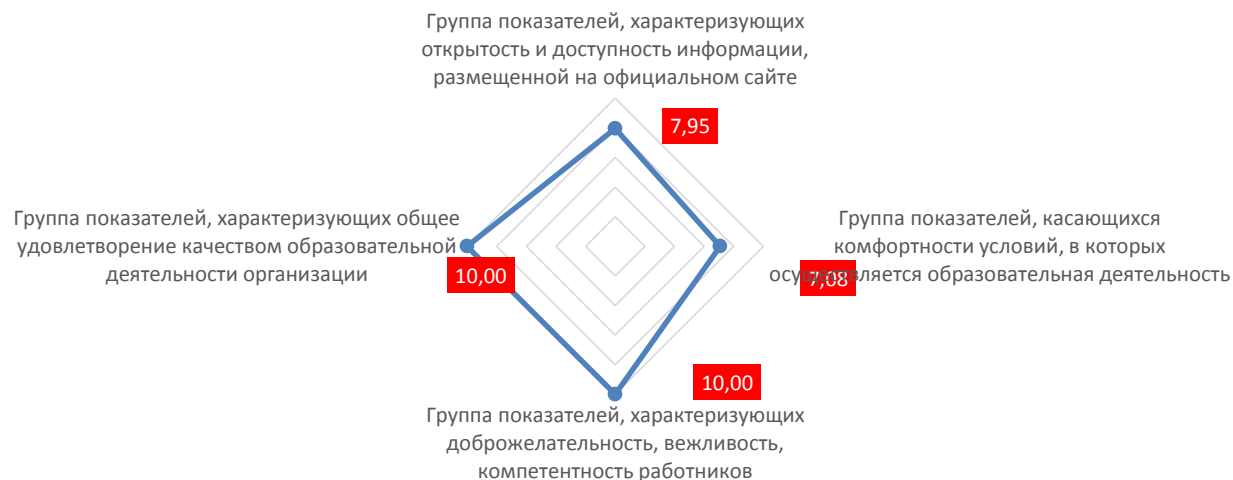 Группа показателей, характеризующих
открытость и доступность информации,
размещенной на официальном сайте
7,95
Группа показателей, касающихся
комфортности условий, в которых
осуществляется образовательная деятельность
7,08
10,00
Группа показателей, характеризующих
доброжелательность, вежливость,
компетентность работников
Группа показателей, характеризующих общее
удовлетворение качеством образовательной
деятельности организации
10,00